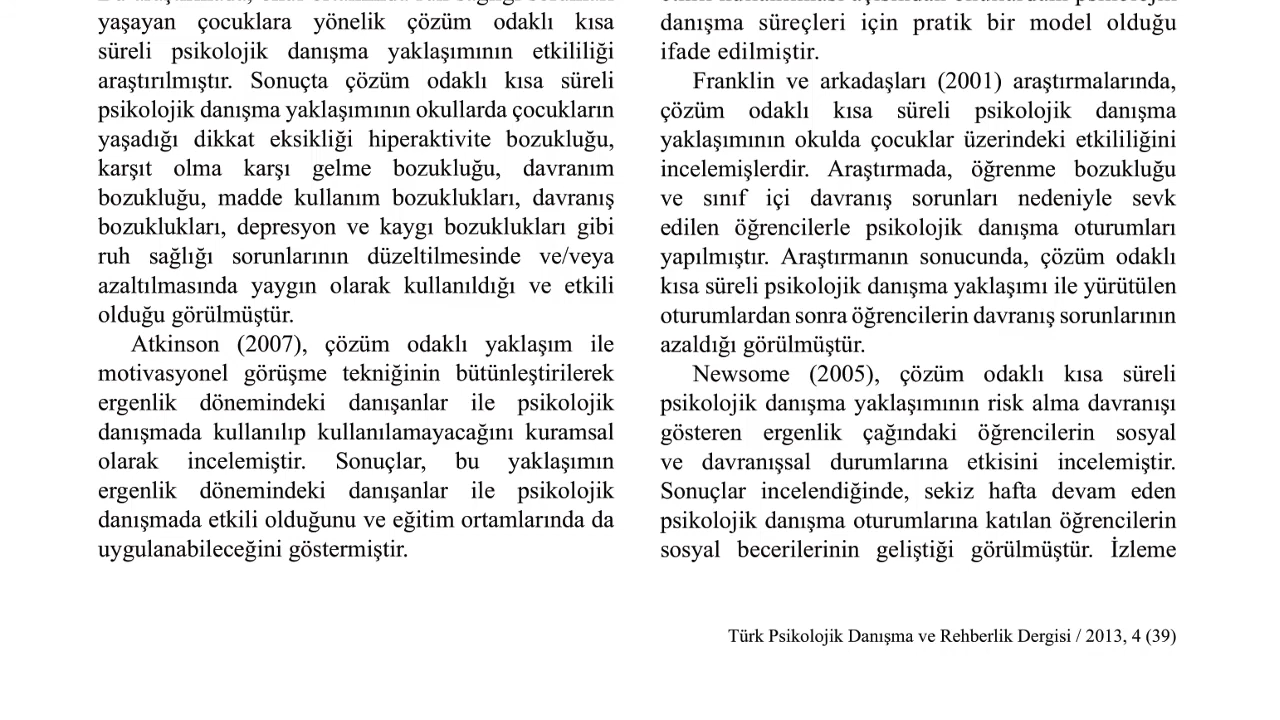 yaşayan çocuklara yönelik çözüm odaklı kısa
süreli psikolojik danışma yaklaşımının etkililiği
araştırılmıştır. Sonuçta çözüm odaklı kısa süreli
psikolojik danışma yaklaşımının okullarda çocukların
yaşadığı dikkat eksikliği hiperaktivite bozukluğu,
karşıt olma karşı gelme bozukluğu, davranım
bozukluğu, madde kullanım bozuklukları, davranış
bozuklukları, depresyon ve kaygı bozuklukları gibi
ruh sağlığı sorunlarının düzeltilmesinde ve/veya
azaltılmasında yaygın olarak kullanıldığı ve etkili
olduğu görülmüştür.
Atkinson (2007), çözüm odaklı yaklaşım ile
motivasyonel görüşme tekniğinin bütünleştirilerek
ergenlik dönemindeki danışanlar ile psikolojik
danışmada kullanılıp kullanılamayacağını kuramsal
olarak incelemiştir. Sonuçlar, bu yaklaşımın
ergenlik dönemindeki danışanlar ile psikolojik
danışmada etkili olduğunu ve eğitim ortamlarında da
uygulanabileceğini göstermiştir.
danışma süreçleri için pratik bir model olduğu
ifade edilmiştir.
Franklin ve arkadaşları (2001) araştırmalarında,
çözüm odaklı kısa süreli psikolojik danışma
yaklaşımının okulda çocuklar üzerindeki etkililiğini
incelemişlerdir. Araştırmada, öğrenme bozukluğu
ve sınıf içi davranış sorunları nedeniyle sevk
edilen öğrencilerle psikolojik danışma oturumları
yapılmıştır. Araştırmanın sonucunda, çözüm odaklı
kısa süreli psikolojik danışma yaklaşımı ile yürütülen
oturumlardan sonra öğrencilerin davranış sorunlarının
azaldığı görülmüştür.
Newsome (2005), çözüm odaklı kısa süreli
psikolojik danışma yaklaşımının risk alma davranışı
gösteren ergenlik çağındaki öğrencilerin sosyal
ve davranışsal durumlarına etkisini incelemiştir.
Sonuçlar incelendiğinde, sekiz hafta devam eden
psikolojik danışma oturumlarına katılan öğrencilerin
sosyal becerilerinin geliştiği görülmüştür. İzleme
Türk Psikolojik Danışma ve Rehberlik Dergisi / 2013, 4 (39)